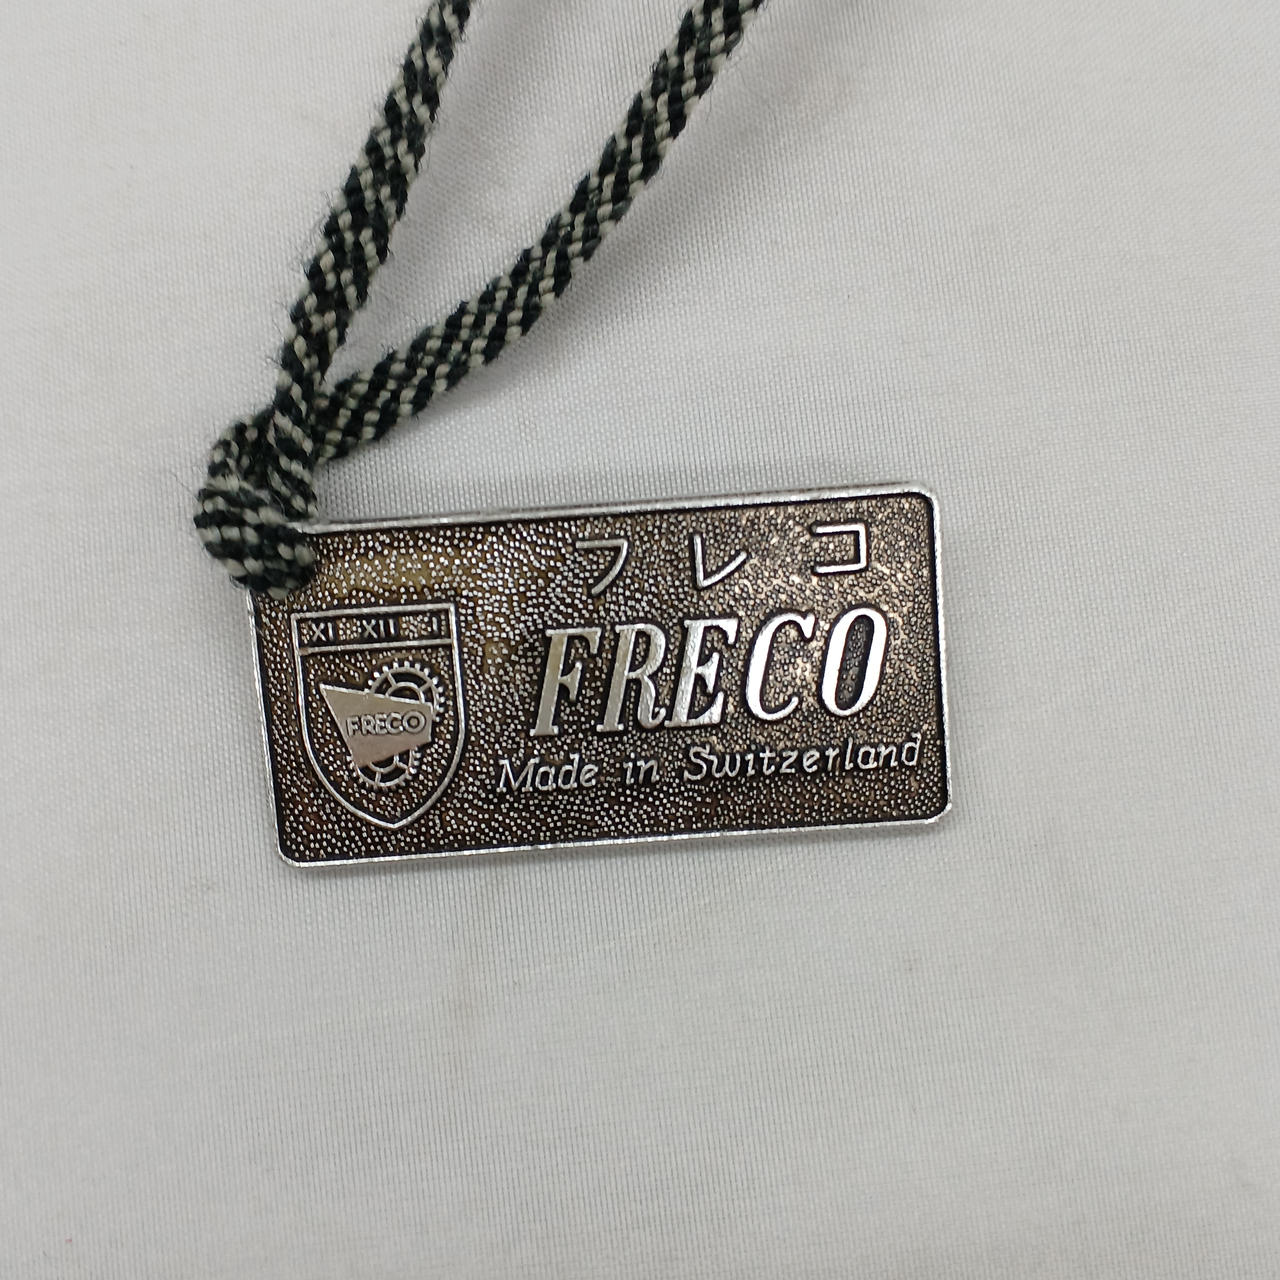 フレコ
FRECO
Made in Switzerland
XI XII I
FRECO